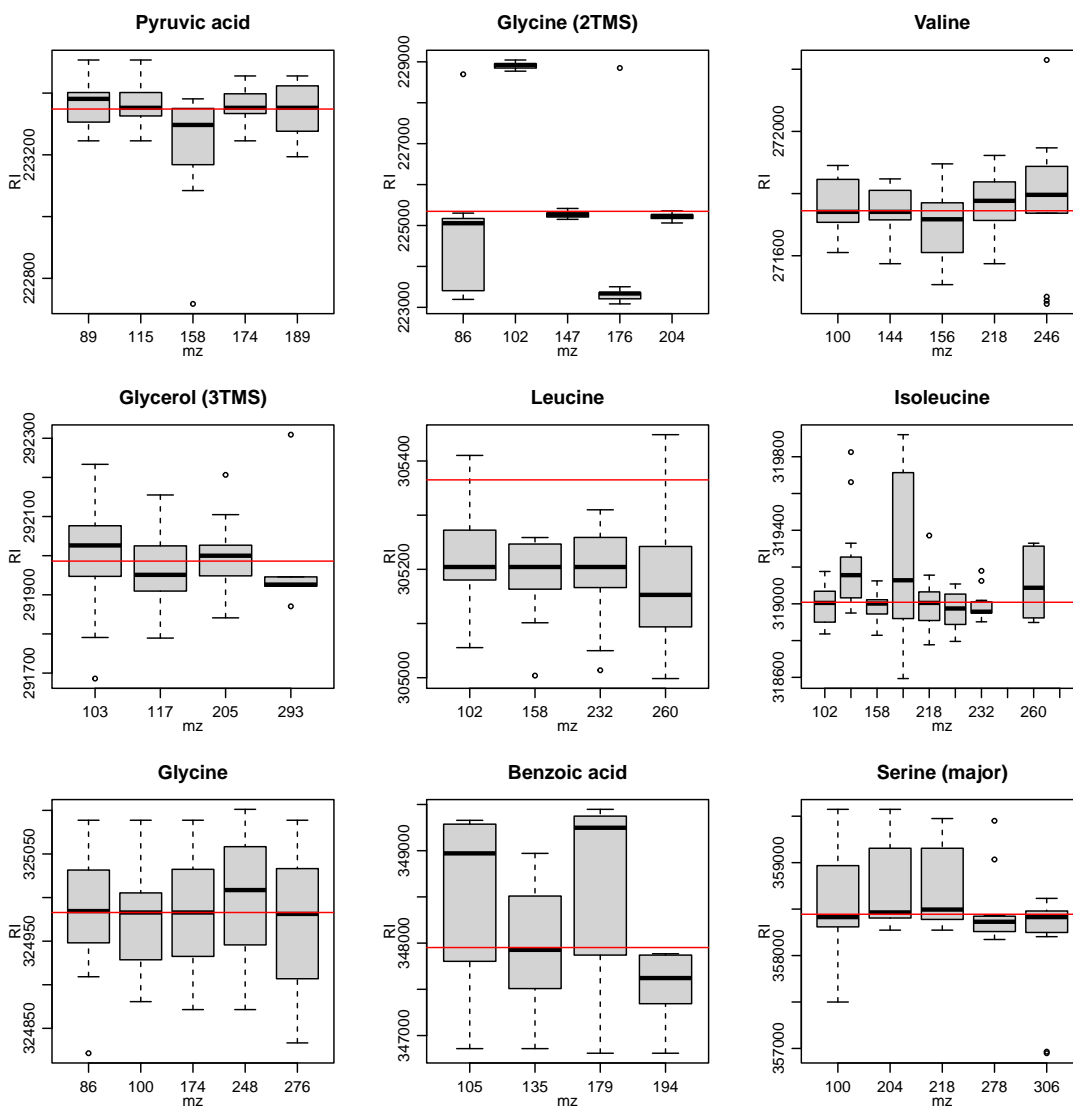 Pyruvic acid
RI
223200
222800
89 115 158 174 189
mz
Glycine (2TMS)
RI
229000
227000
225000
223000
86 102 147 176 204
mz
Valine
RI
272000
271600
100 144 156 218 246
mz
Glycerol (3TMS)
RI
292300
292100
291900
291700
103 117 205 293
mz
Leucine
RI
305400
305200
305000
102 158 232 260
mz
Isoleucine
RI
319800
319400
319000
318600
102 158 218 232 260
mz
Glycine
RI
325050
324950
324850
86 100 174 248 276
mz
Benzoic acid
RI
349000
348000
347000
105 135 179 194
mz
Serine (major)
RI
359000
358000
357000
100 204 218 278 306
mz